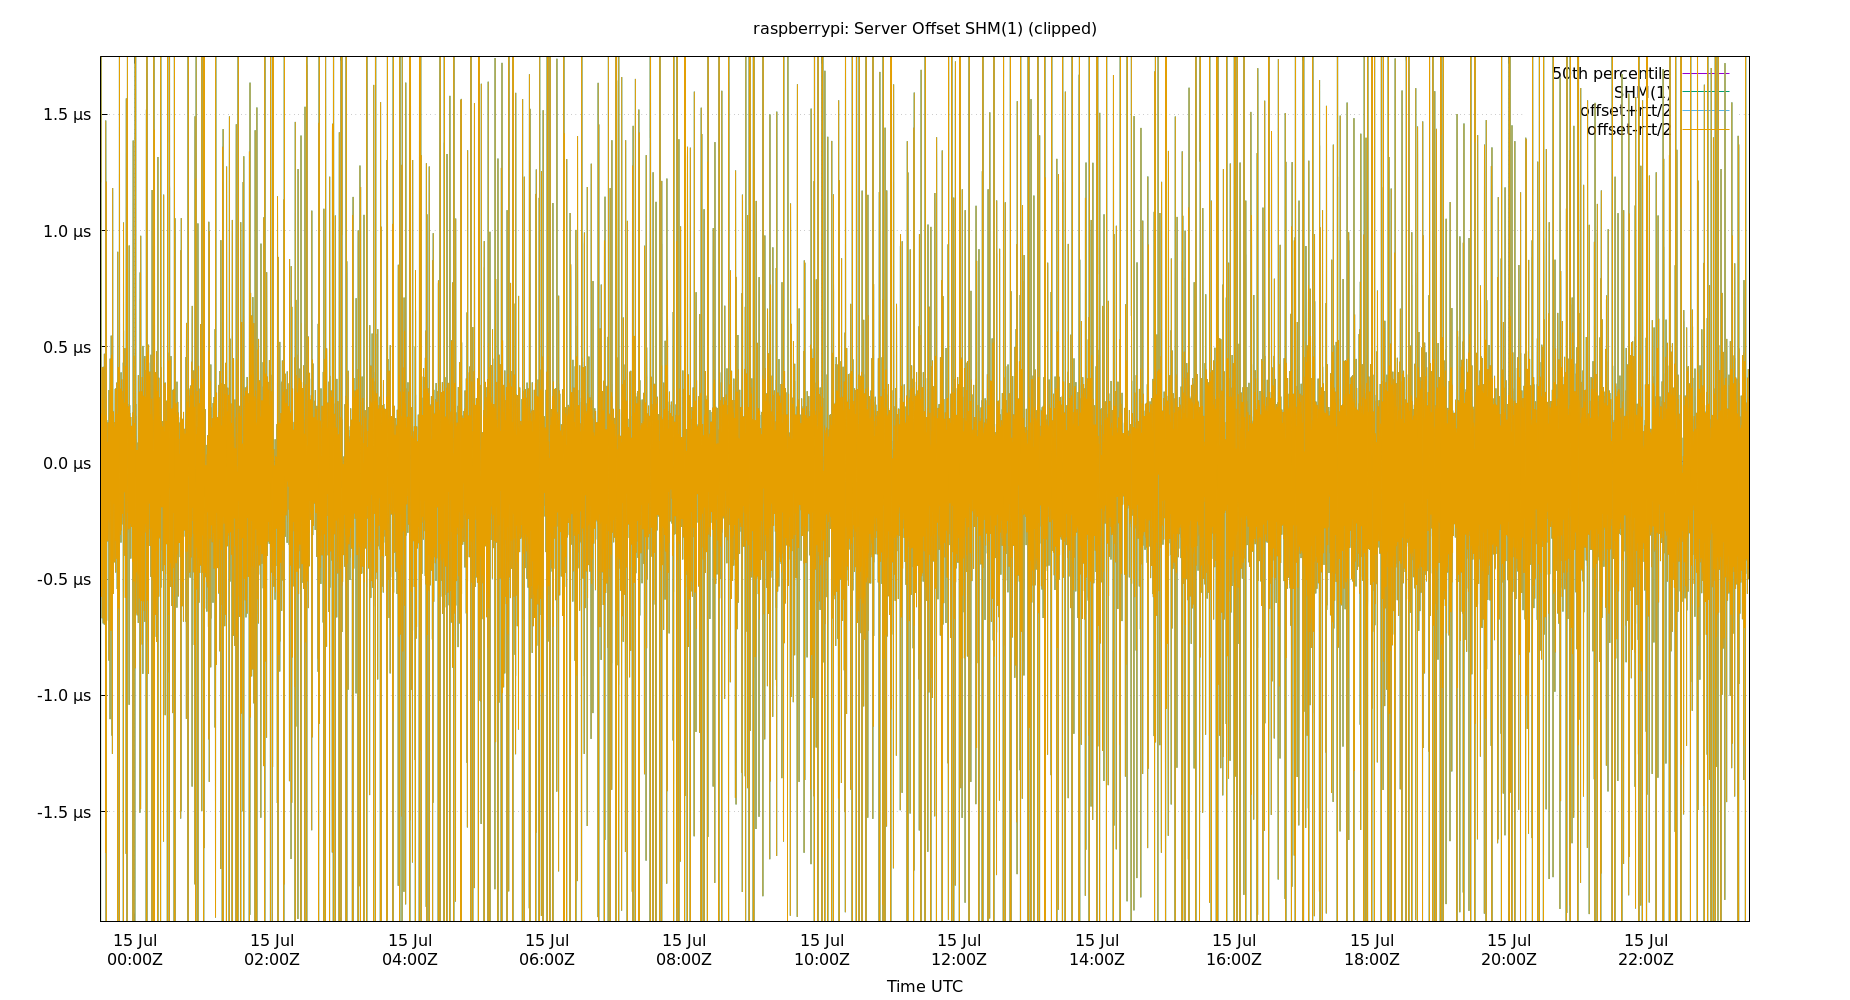 raspberrypi: Server Offset SHM(1) (clipped)
50th percentile
SHM(1)
offset+rtt/2
offset-rtt/2
1.5 µs
1.0 µs
0.5 µs
0.0 µs
-0.5 µs
-1.0 µs
-1.5 µs
15 Jul 15 Jul 15 Jul 15 Jul 15 Jul 15 Jul 15 Jul 15 Jul 15 Jul 15 Jul 15 Jul 15 Jul
00:00Z 02:00Z 04:00Z 06:00Z 08:00Z 10:00Z 12:00Z 14:00Z 16:00Z 18:00Z 20:00Z 22:00Z
Time UTC